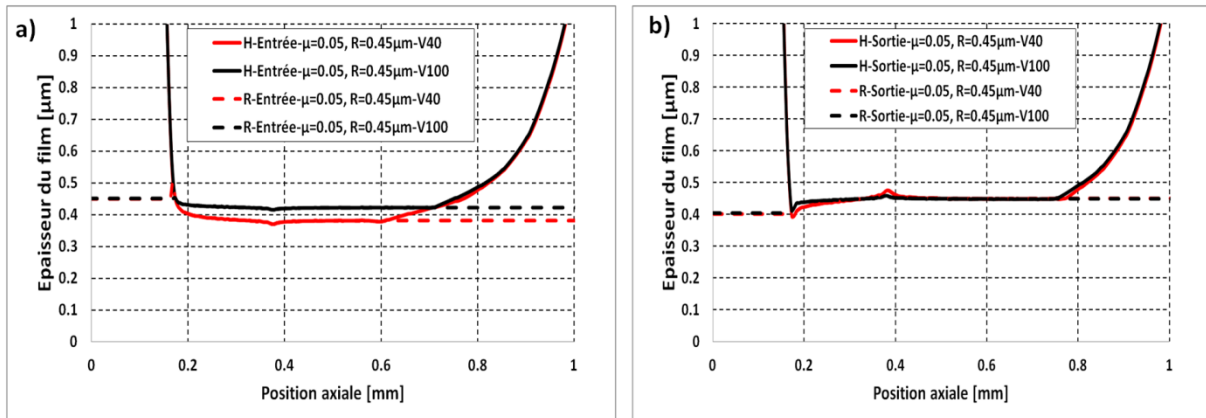 a)
H-Entrée-µ=0.05, R=0.45µm-V40
H-Entrée-µ=0.05, R=0.45µm-V100
R-Entrée-µ=0.05, R=0.45µm-V40
R-Entrée-µ=0.05, R=0.45µm-V100
Epaisseur du film [µm]
1
0.9
0.8
0.7
0.6
0.5
0.4
0.3
0.2
0.1
0
0 0.2 0.4 0.6 0.8 1
Position axiale [mm]
b)
H-Sortie-µ=0.05, R=0.45µm-V40
H-Sortie-µ=0.05, R=0.45µm-V100
R-Sortie-µ=0.05, R=0.45µm-V40
R-Sortie-µ=0.05, R=0.45µm-V100
Epaisseur du film [µm]
1
0.9
0.8
0.7
0.6
0.5
0.4
0.3
0.2
0.1
0
0 0.2 0.4 0.6 0.8 1
Position axiale [mm]